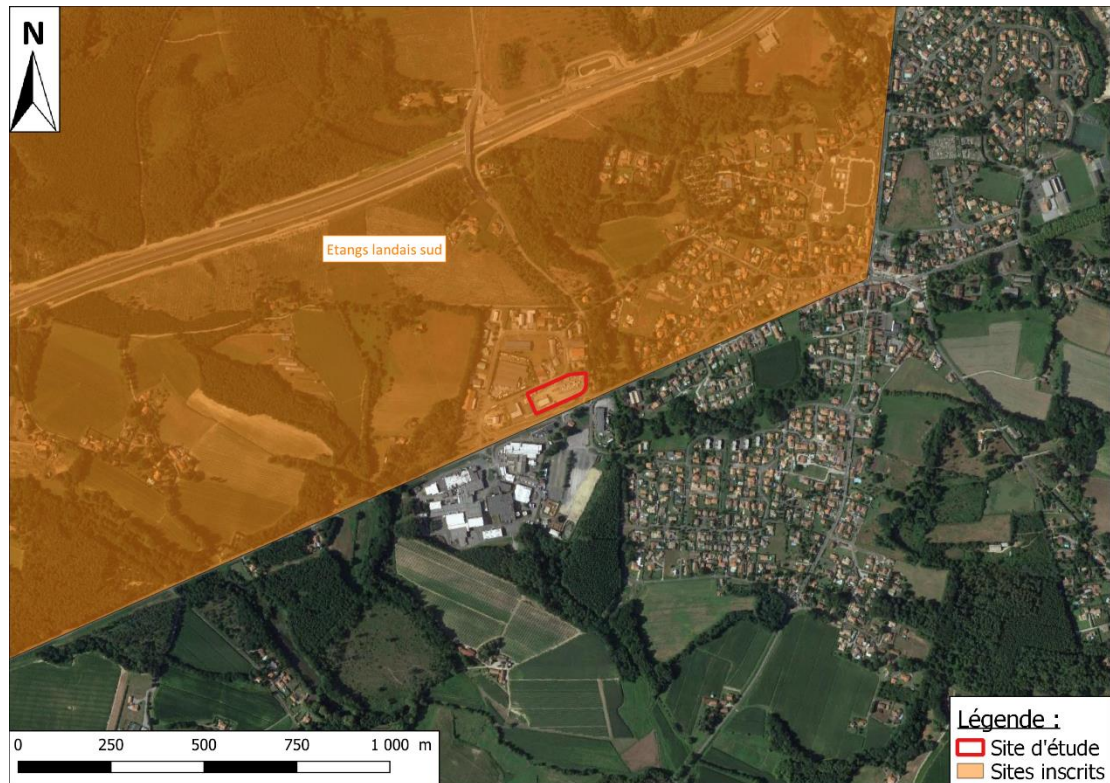 N
Etangs landais sud
0 250 500 750 1 000 m
Légende :
Site d'étude
Sites inscrits